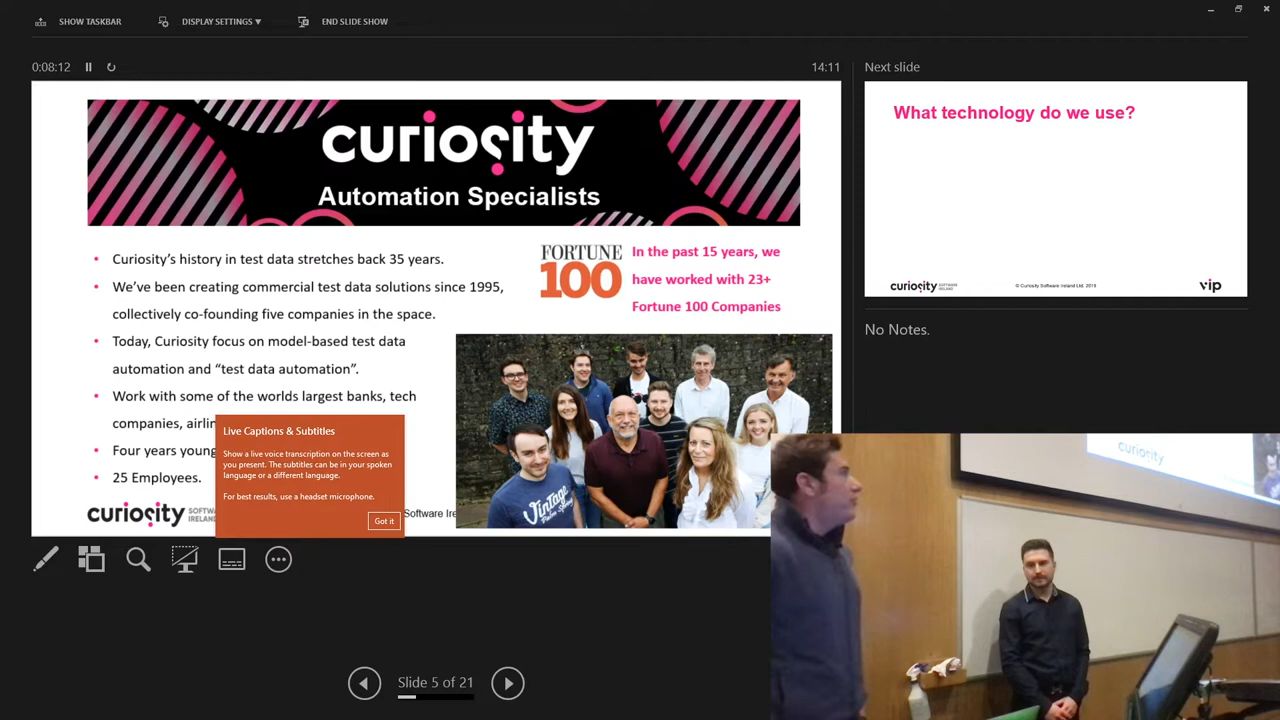 SHOW TASKBAR
DISPLAY SETTINGS ▼
END SLIDE SHOW
0:08:12
14:11
curiosity
Automation Specialists
• Curiosity’s history in test data stretches back 35 years.
• We’ve been creating commercial test data solutions since 1995,
collectively co-founding five companies in the space.
• Today, Curiosity focus on model-based test data
automation and “test data automation”.
• Work with some of the worlds largest banks, tech
companies, airlin
• Four years young
• 25 Employees.
FORTUNE
100
In the past 15 years, we
have worked with 23+
Fortune 100 Companies
VINTAGE
curiosity SOFTWARE
IRELAND
Software Ire
Live Captions & Subtitles
Show a live voice transcription on the screen as
you present. The subtitles can be in your spoken
language or a different language.
For best results, use a headset microphone.
Got it
Slide 5 of 21
Next slide
What technology do we use?
curiosity SOFTWARE
IRELAND
© Curiosity Software Ireland Ltd. 2019
vip
No Notes.
curiosity